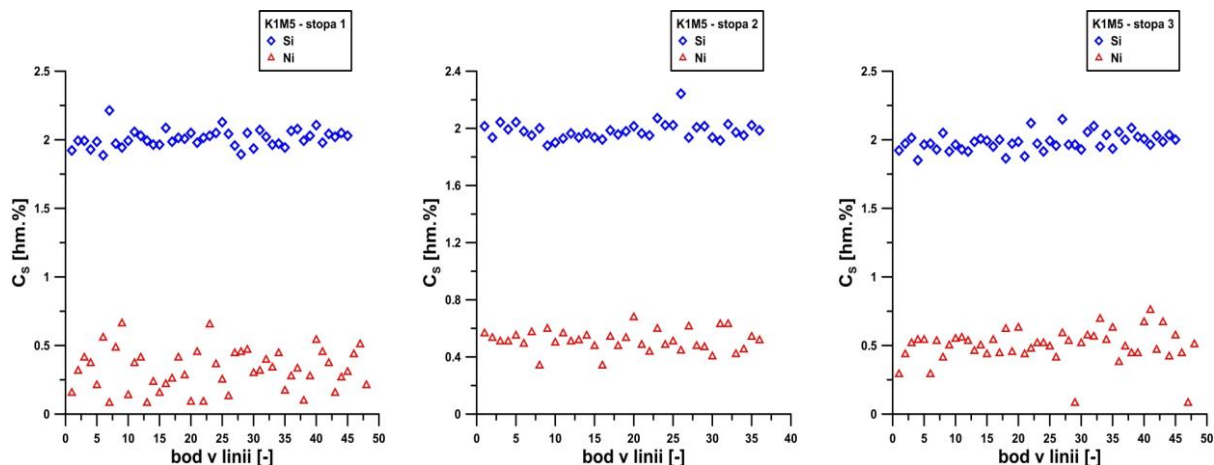 K1M5 - stopa 1
Si
Ni
2.5
2
1.5
1
0.5
0
C_S [hm.%]
0 5 10 15 20 25 30 35 40 45 50
bod v linii [-]
K1M5 - stopa 2
Si
Ni
2.4
2
1.6
1.2
0.8
0.4
0
C_S [hm.%]
0 5 10 15 20 25 30 35 40
bod v linii [-]
K1M5 - stopa 3
Si
Ni
2.5
2
1.5
1
0.5
0
C_S [hm.%]
0 5 10 15 20 25 30 35 40 45 50
bod v linii [-]